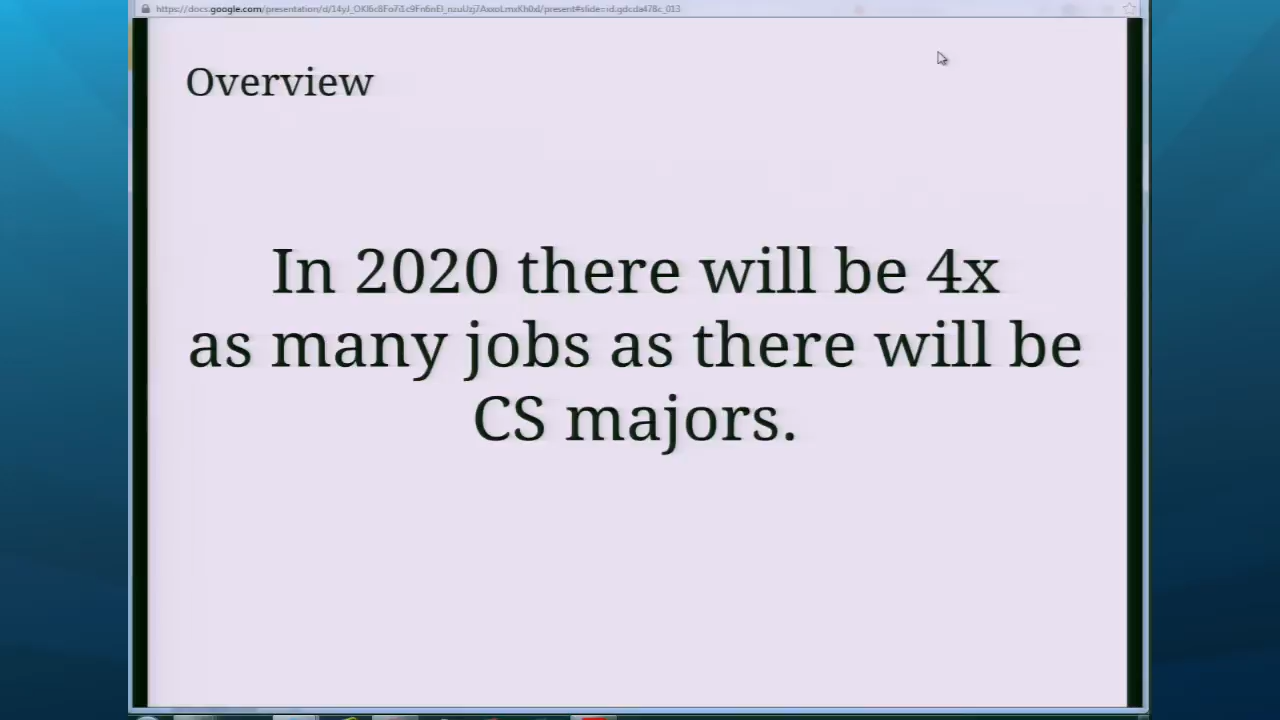 Overview
In 2020 there will be 4x
as many jobs as there will be
CS majors.